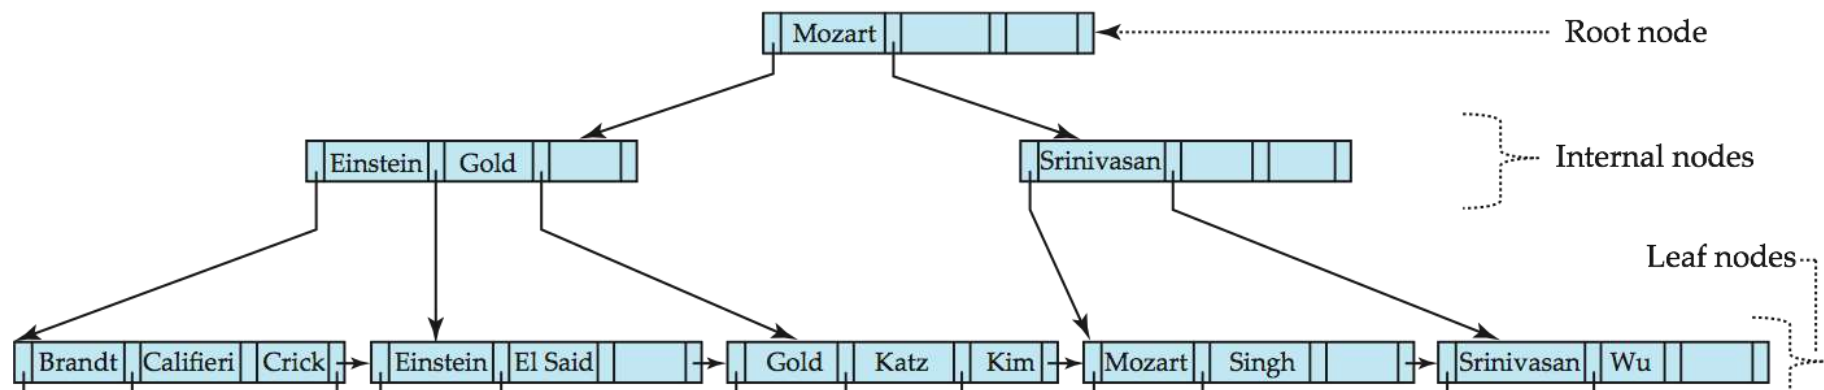 Mozart
Root node
Einstein Gold
Srinivasan
Internal nodes
Leaf nodes
Brandt Califieri Crick Einstein El Said Gold Katz Kim Mozart Singh Srinivasan Wu